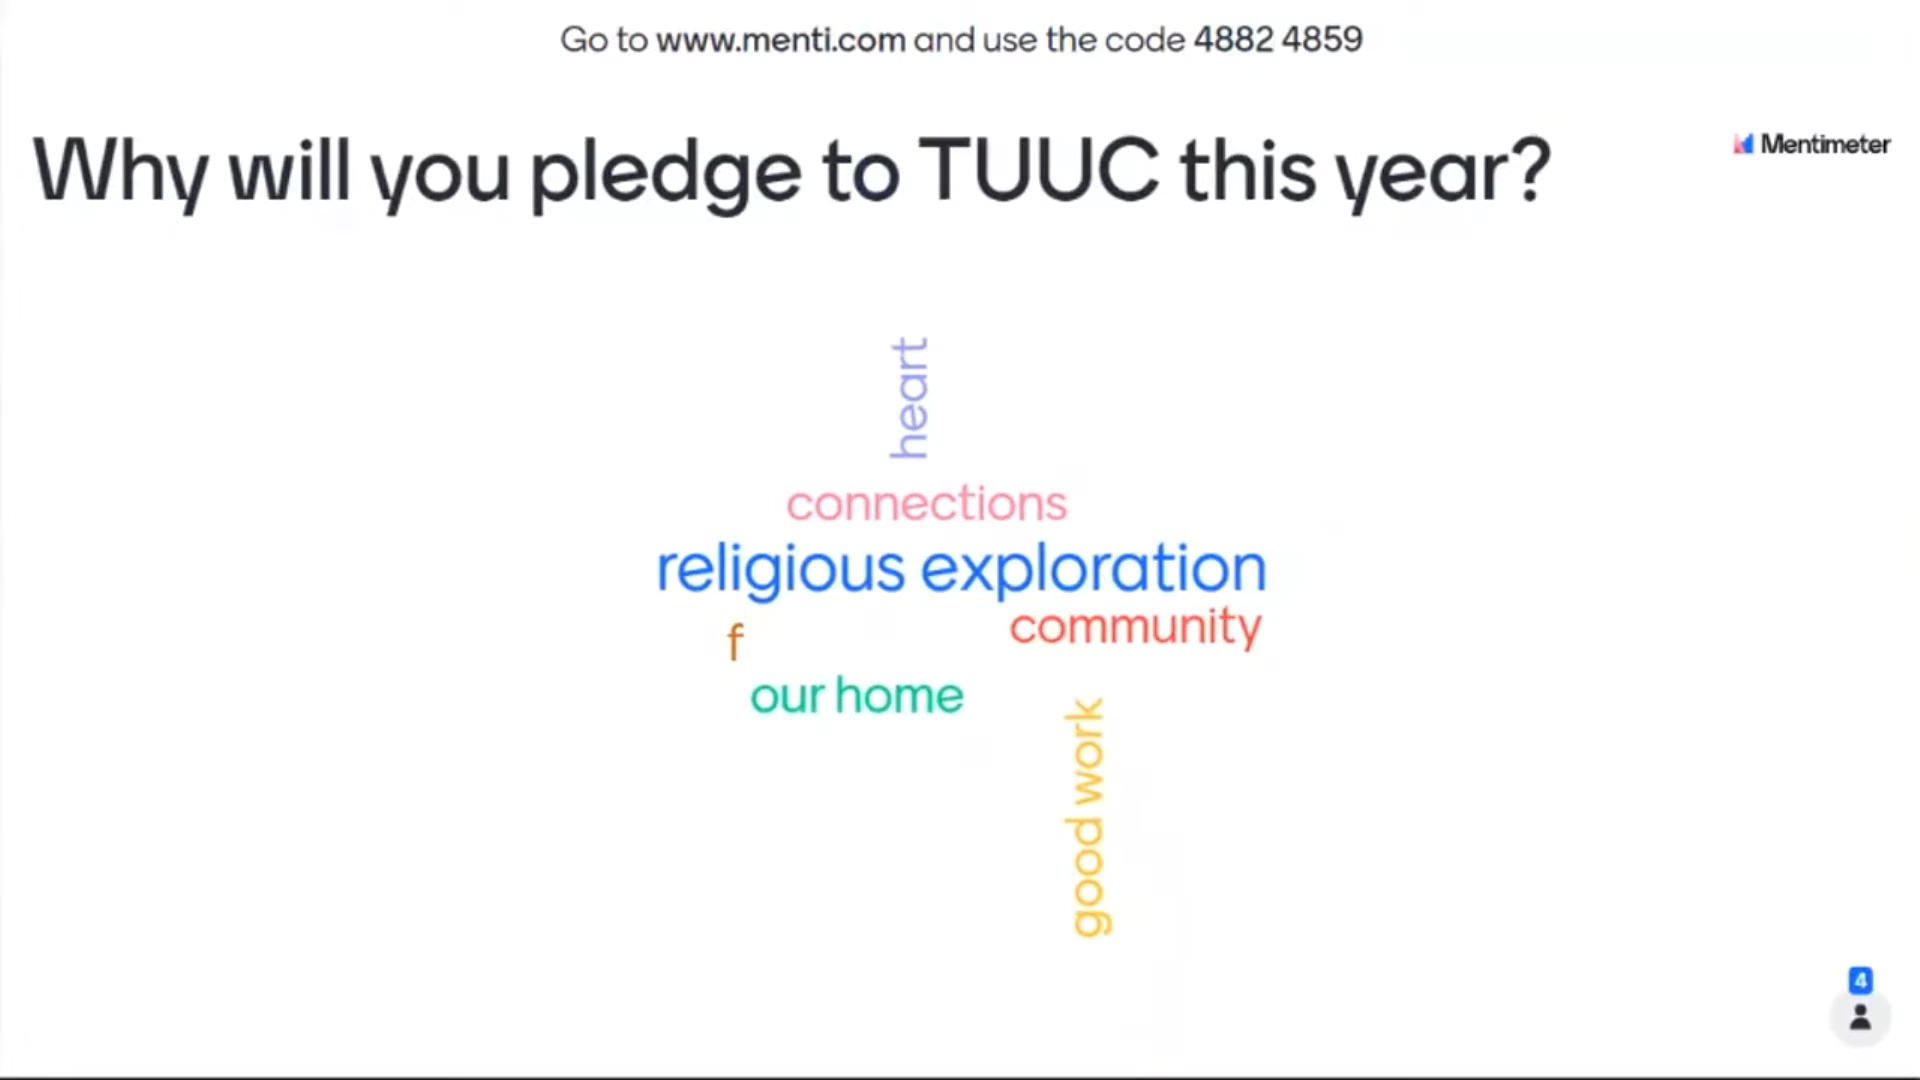 Go to www.menti.com and use the code 4882 4859
Why will you pledge to TUUC this year?
Mentimeter
heart
connections
religious exploration
f
community
our home
good work
4